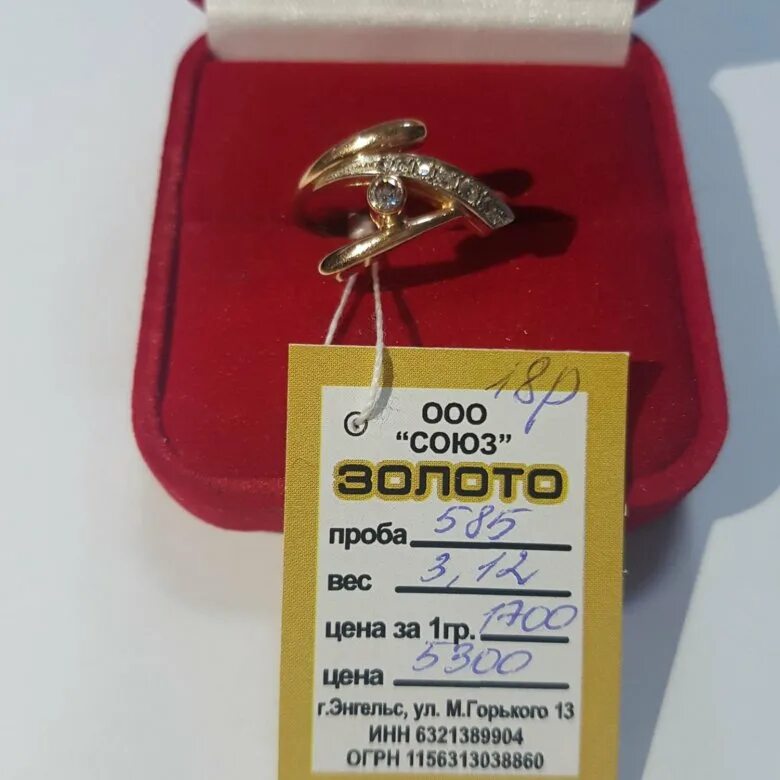 18р
ООО
"СОЮЗ"
ЗОЛОТО
проба 585
вес 3,12
цена за 1гр. 1700
цена 5300
г.Энгельс, ул. М.Горького 13
ИНН 6321389904
ОГРН 1156313038860